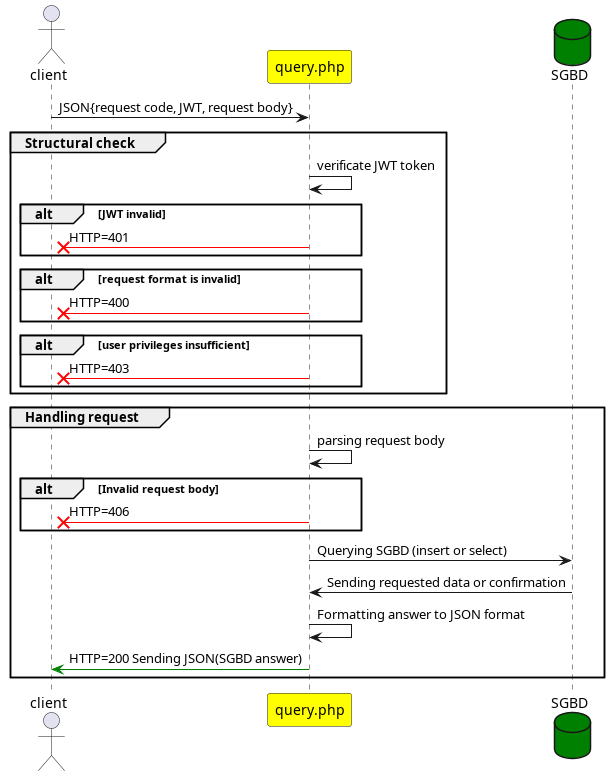 client
query.php
SGBD
JSON{request code, JWT, request body}
Structural check
verificate JWT token
alt [JWT invalid]
HTTP=401
alt [request format is invalid]
HTTP=400
alt [user privileges insufficient]
HTTP=403
Handling request
parsing request body
alt [Invalid request body]
HTTP=406
Querying SGBD (insert or select)
Sending requested data or confirmation
Formatting answer to JSON format
HTTP=200 Sending JSON(SGBD answer)
client
query.php
SGBD